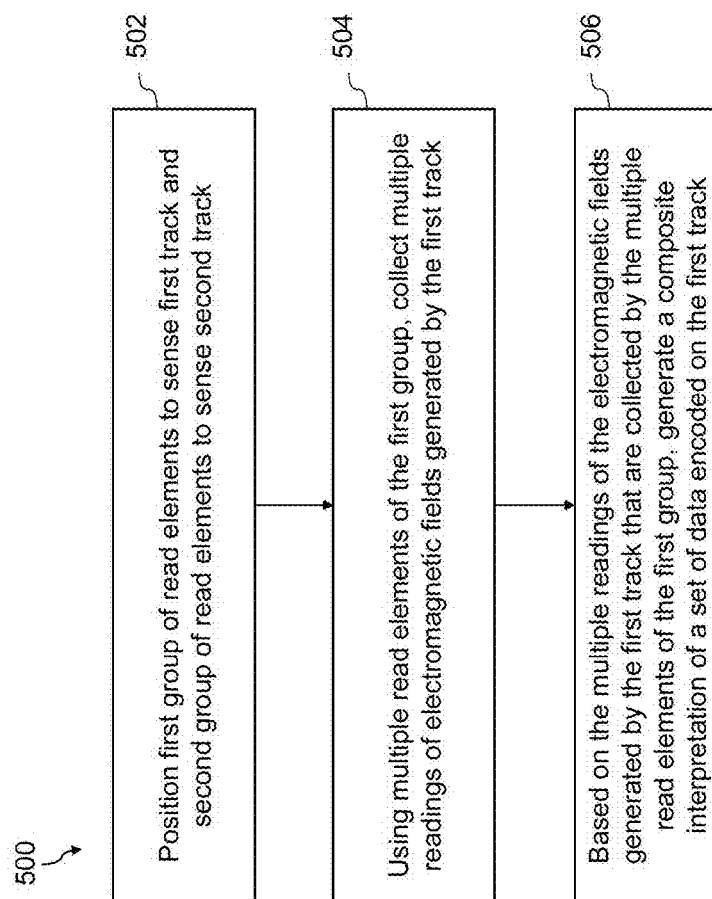 500
502
Position first group of read elements to sense first track and
second group of read elements to sense second track
504
Using multiple read elements of the first group, collect multiple
readings of electromagnetic fields generated by the first track
506
Based on the multiple readings of the electromagnetic fields
generated by the first track that are collected by the multiple
read elements of the first group, generate a composite
interpretation of a set of data encoded on the first track